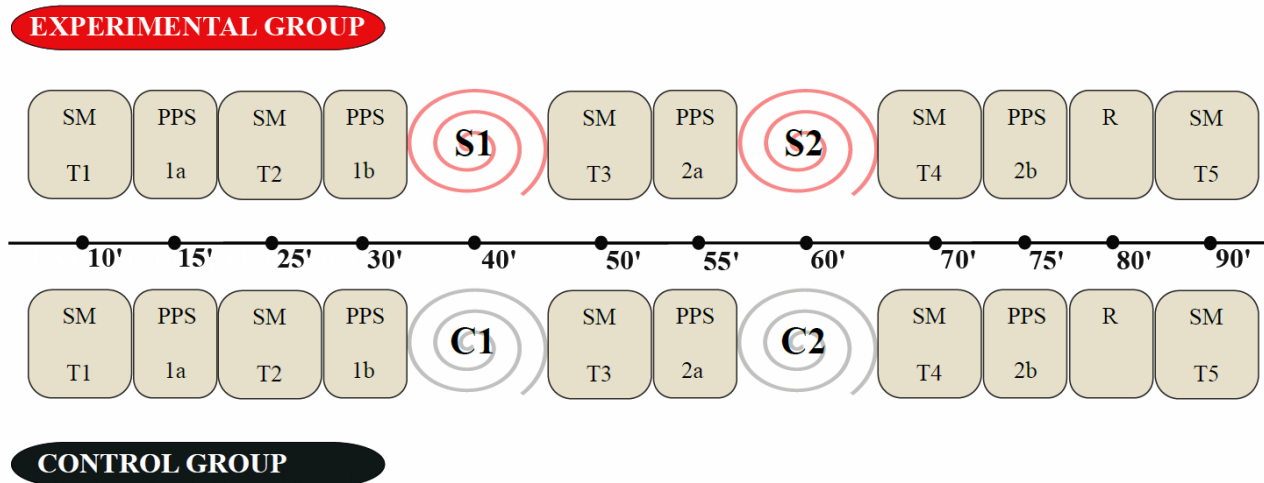 EXPERIMENTAL GROUP
SM PPS SM PPS S1 SM PPS S2 SM PPS R SM
T1 1a T2 1b T3 2a T4 2b T5
10' 15' 25' 30' 40' 50' 55' 60' 70' 75' 80' 90'
SM PPS SM PPS C1 SM PPS C2 SM PPS R SM
T1 1a T2 1b T3 2a T4 2b T5
CONTROL GROUP